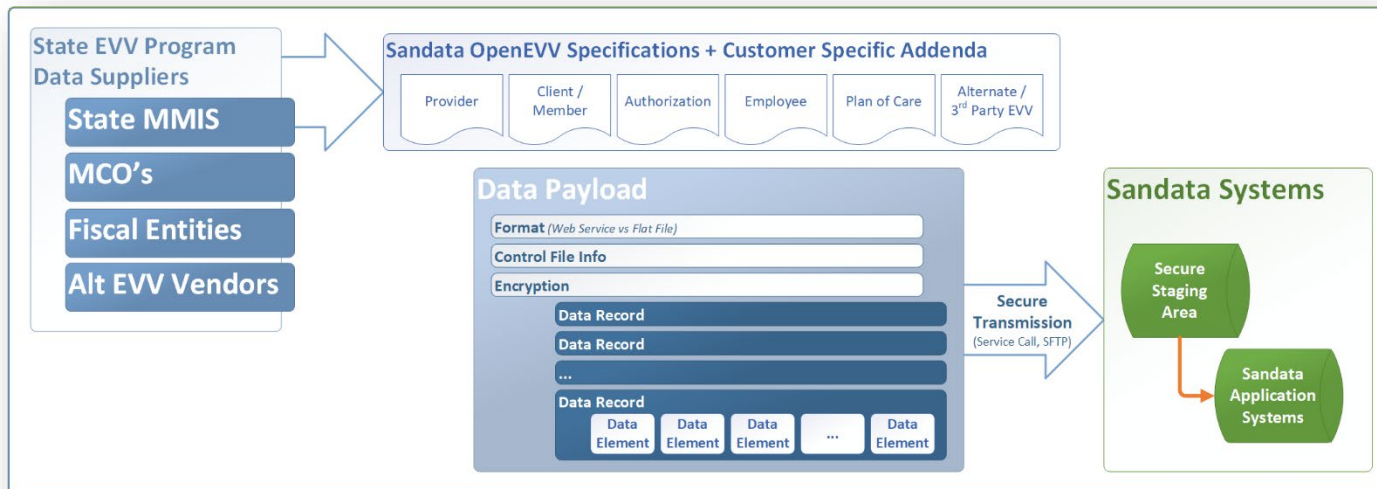 State EVV Program
Data Suppliers
State MMIS
MCO's
Fiscal Entities
Alt EVV Vendors
Sandata OpenEVV Specifications + Customer Specific Addenda
Provider
Client /
Member
Authorization
Employee
Plan of Care
Alternate /
3rd Party EVV
Data Payload
Format (Web Service vs Flat File)
Control File Info
Encryption
Data Record
Data Record
...
Data Record
Data
Element
Data
Element
Data
Element
...
Data
Element
Secure
Transmission
(Service Call, SFTP)
Sandata Systems
Secure
Staging
Area
Sandata
Application
Systems